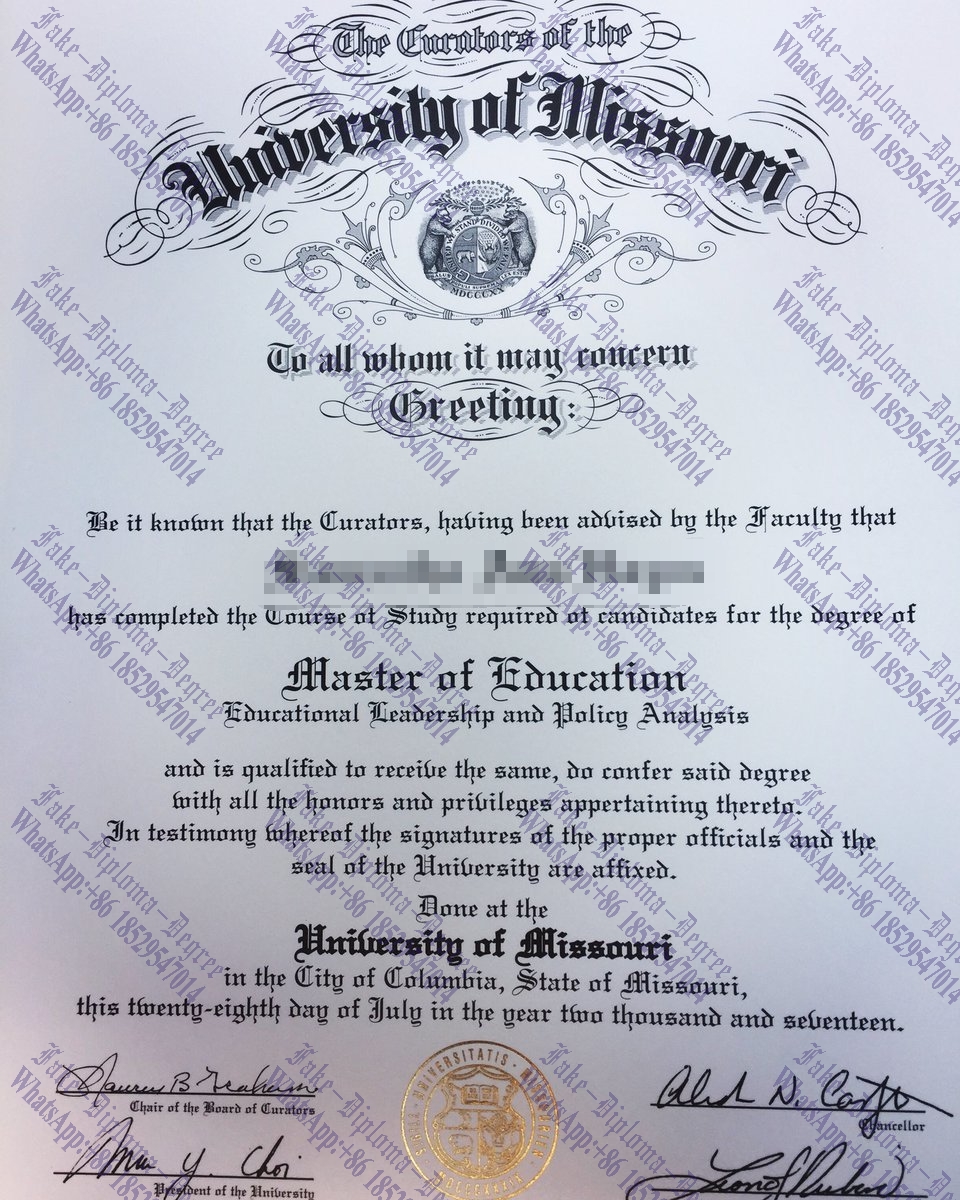 The Curators of the
University of Missouri
MDCCCXX
To all whom it may concern
Greeting:
Be it known that the Curators, having been advised by the Faculty that
has completed the Course of Study required of candidates for the degree of
Master of Education
Educational Leadership and Policy Analysis
and is qualified to receive the same, do confer said degree
with all the honors and privileges appertaining thereto.
In testimony whereof the signatures of the proper officials and the
seal of the University are affixed.
Done at the
University of Missouri
in the City of Columbia, State of Missouri,
this twenty-eighth day of July in the year two thousand and seventeen.
Chair of the Board of Curators
Chancellor
Mun Y. Choi
President of the University
UNIVERSITATIS
Fake-Diploma-Degree
WhatsApp:+86 18529547014